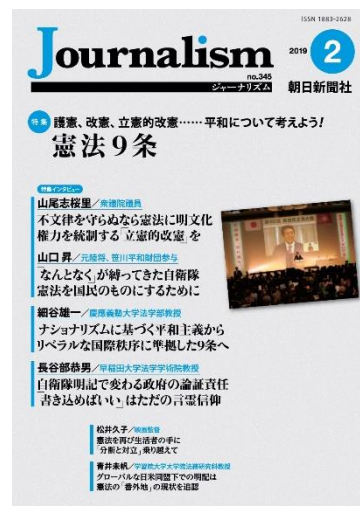 ISSN 1883-2628
Journalism
2019
2
no.345
ジャーナリズム
朝日新聞社
特集
護憲、改憲、立憲的改憲……平和について考えよう!
憲法9条
特集インタビュー
山尾志桜里/衆議院議員
不文律を守らぬなら憲法に明文化
権力を統制する「立憲的改憲」を
山口 昇/元陸将、笹川平和財団参与
「なんとなく」が縛ってきた自衛隊
憲法を国民のものにするために
細谷雄一/慶應義塾大学法学部教授
ナショナリズムに基づく平和主義から
リベラルな国際秩序に準拠した9条へ
長谷部恭男/早稲田大学法学学術院教授
自衛隊明記で変わる政府の論証責任
「書き込めばいい」はただの言霊信仰
松井久子/映画監督
憲法を再び生活者の手に
「分断と対立」乗り越えて
青井未帆/学習院大学大学院法務研究科教授
グローバルな日米同盟下での明記は
憲法の「番外地」の現状を追認